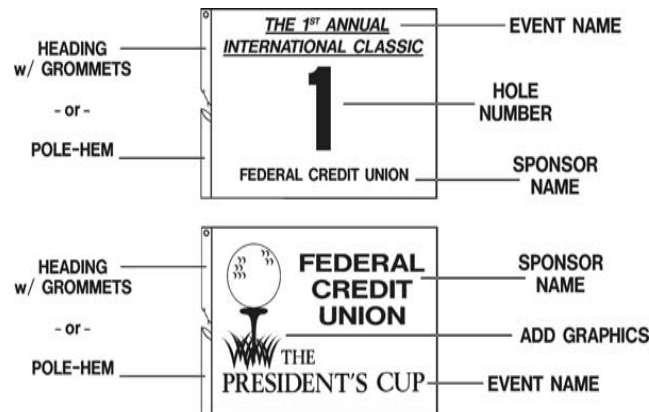 THE 1ST ANNUAL
INTERNATIONAL CLASSIC
1
FEDERAL CREDIT UNION
HEADING
w/ GROMMETS
- or -
POLE-HEM
EVENT NAME
HOLE
NUMBER
SPONSOR
NAME
FEDERAL
CREDIT
UNION
THE
PRESIDENT'S CUP
HEADING
w/ GROMMETS
- or -
POLE-HEM
SPONSOR
NAME
ADD GRAPHICS
EVENT NAME